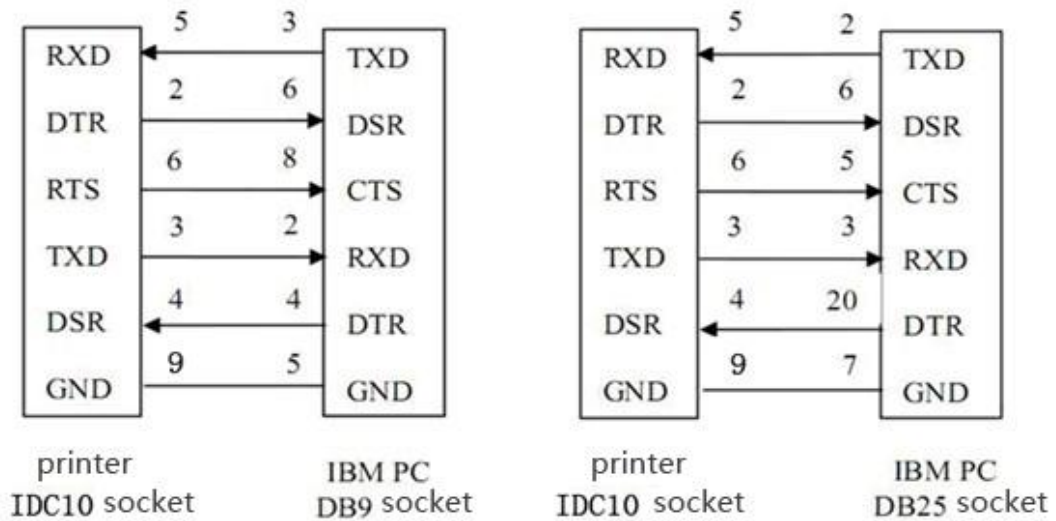 5 3 5 2
RXD TXD RXD TXD
2 6 2 6
DTR DSR DTR DSR
6 8 6 5
RTS CTS RTS CTS
3 2 3 3
TXD RXD TXD RXD
4 4 4 20
DSR DTR DSR DTR
9 5 9 7
GND GND GND GND
printer IBM PC printer IBM PC
IDC10 socket DB9 socket IDC10 socket DB25 socket